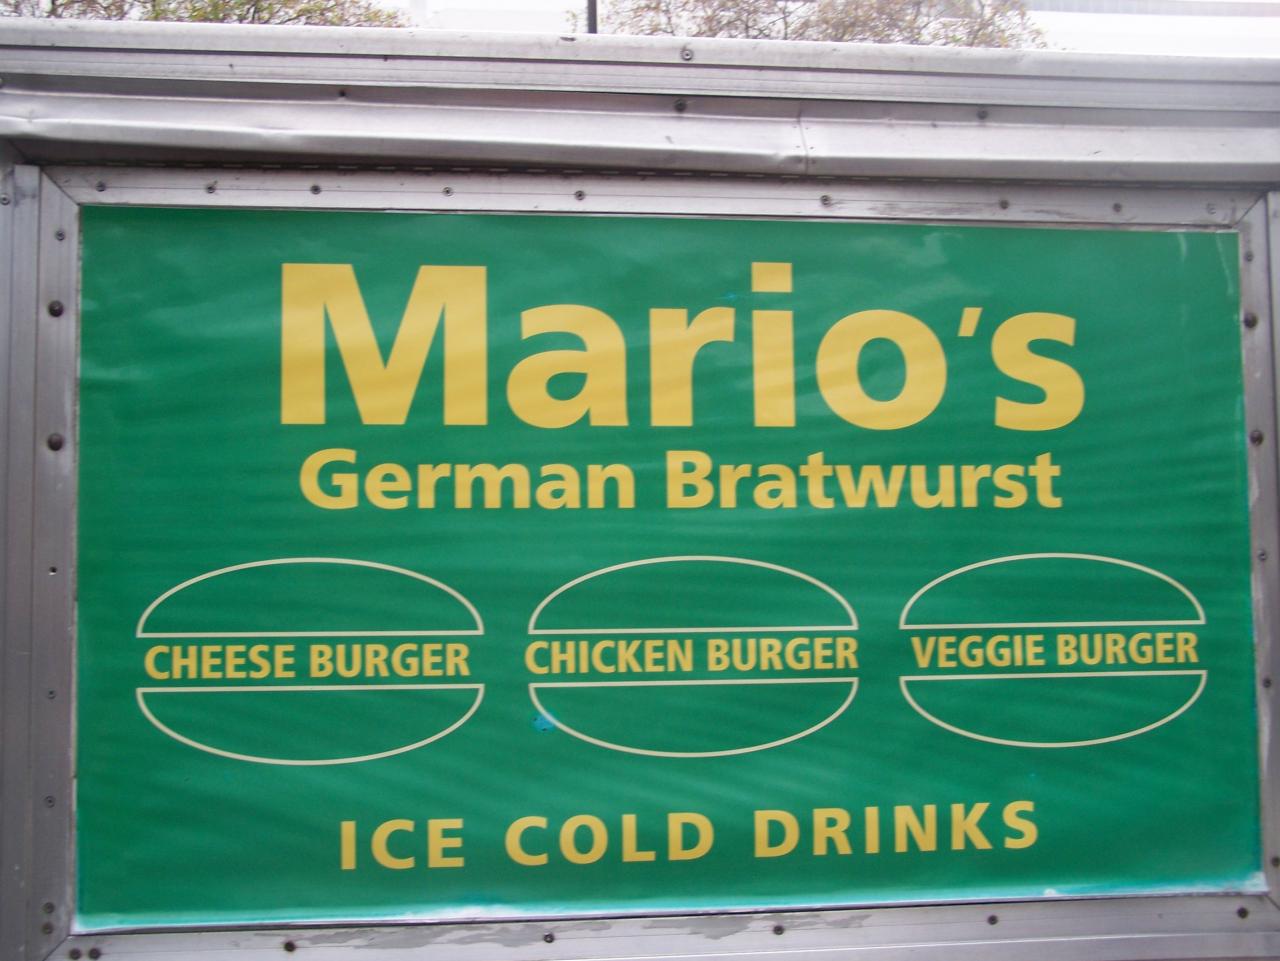 Mario's
German Bratwurst
CHEESE BURGER CHICKEN BURGER VEGGIE BURGER
ICE COLD DRINKS